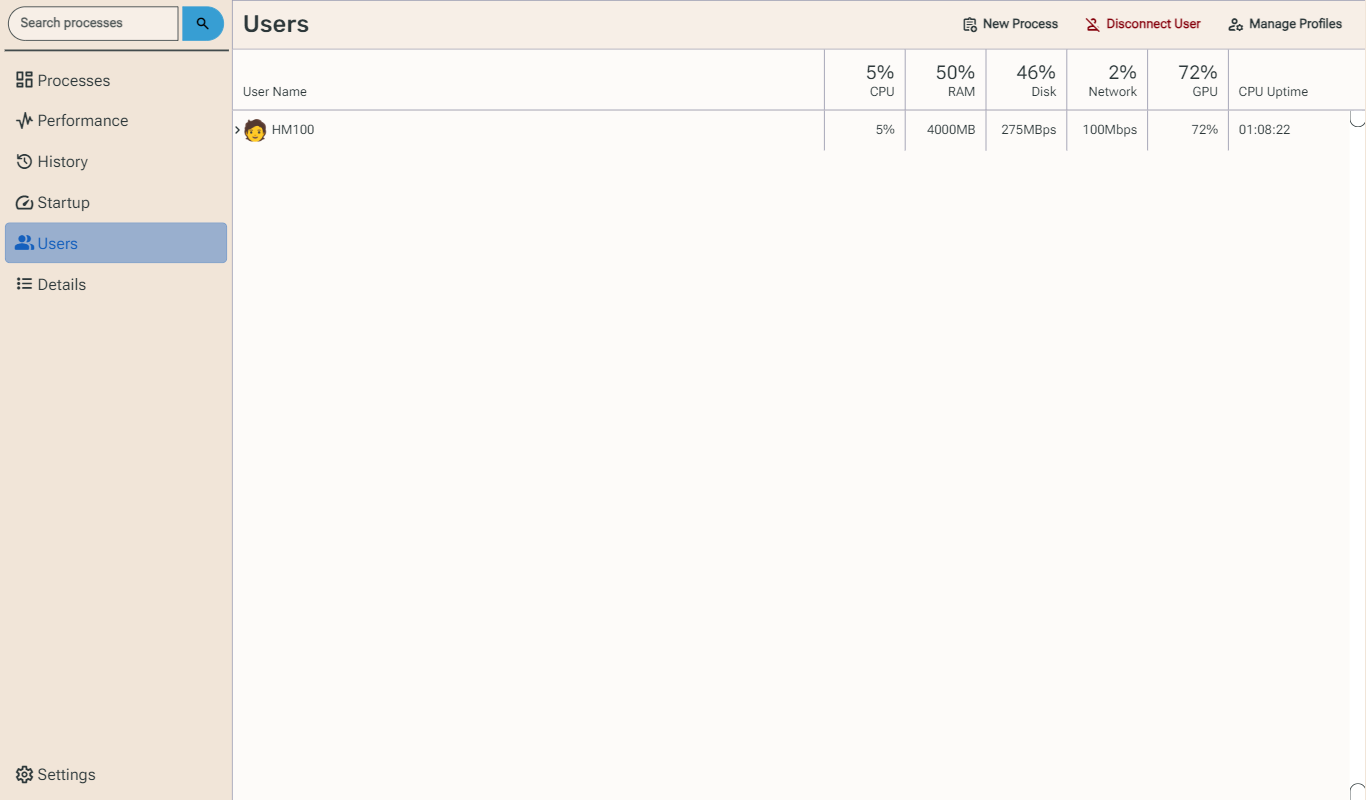 Search processes
Processes
Performance
History
Startup
Users
Details
Settings
Users
New Process
Disconnect User
Manage Profiles
User Name
5%
CPU
50%
RAM
46%
Disk
2%
Network
72%
GPU
CPU Uptime
HM100
5%
4000MB
275MBps
100Mbps
72%
01:08:22